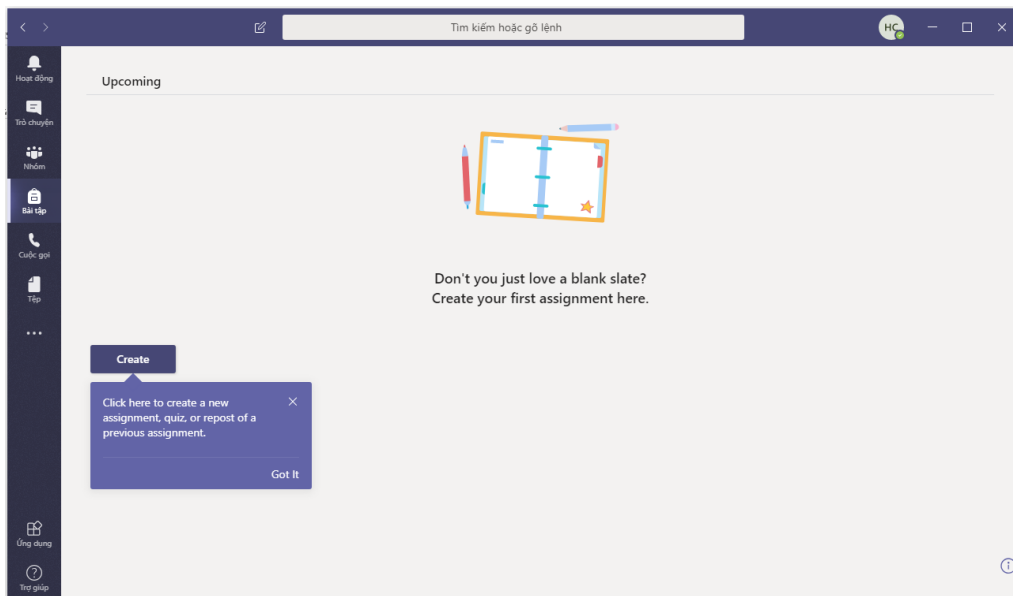 Tìm kiếm hoặc gõ lệnh
HC
Hoạt động
Trò chuyện
Nhóm
Bài tập
Cuộc gọi
Tệp
Upcoming
Don't you just love a blank slate?
Create your first assignment here.
Create
Click here to create a new
assignment, quiz, or repost of a
previous assignment.
Got It
Ứng dụng
Trợ giúp